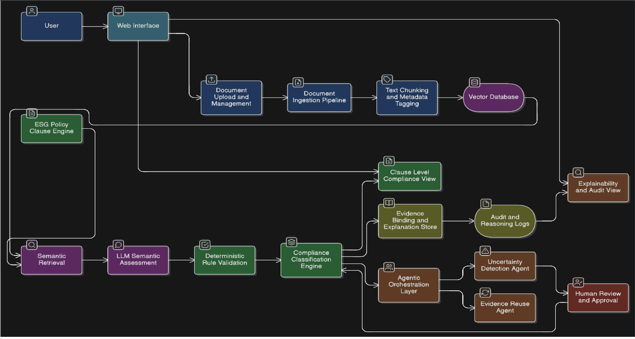 User
Web Interface
Document
Upload and
Management
Document
Ingestion Pipeline
Text Chunking
and Metadata
Tagging
Vector Database
ESG Policy
Clause Engine
Clause Level
Compliance View
Explainability
and Audit View
Evidence
Binding and
Explanation Store
Audit and
Reasoning Logs
Semantic
Retrieval
LLM Semantic
Assessment
Deterministic
Rule Validation
Compliance
Classification
Engine
Agentic
Orchestration
Layer
Uncertainty
Detection Agent
Evidence Reuse
Agent
Human Review
and Approval